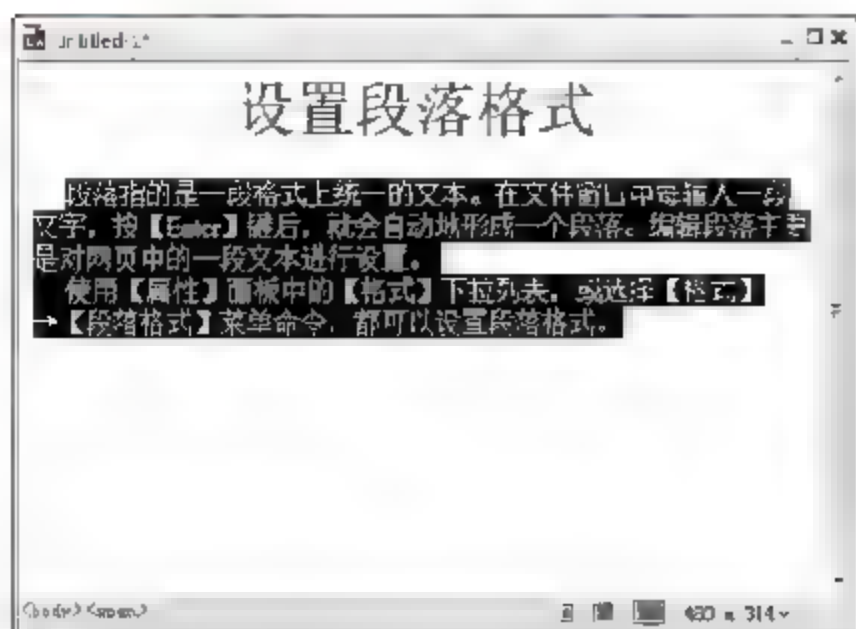 Untitled-1*
设置段落格式
段落指的是一段格式上统一的文本。在文件窗口中每输入一段
文字，按【Enter】键后，就会自动地形成一个段落。编辑段落主要
是对网页中的一段文本进行设置。
使用【属性】面板中的【格式】下拉列表，或选择【格式】
→【段落格式】菜单命令，都可以设置段落格式。
<body><span>
480 x 314